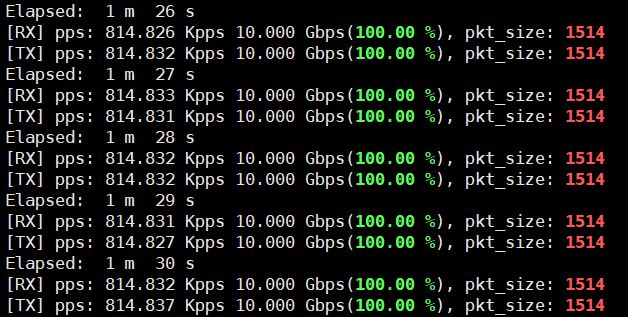 Elapsed:  1 m  26 s
[RX] pps: 814.826 Kpps 10.000 Gbps(100.00 %), pkt_size: 1514
[TX] pps: 814.832 Kpps 10.000 Gbps(100.00 %), pkt_size: 1514
Elapsed:  1 m  27 s
[RX] pps: 814.833 Kpps 10.000 Gbps(100.00 %), pkt_size: 1514
[TX] pps: 814.831 Kpps 10.000 Gbps(100.00 %), pkt_size: 1514
Elapsed:  1 m  28 s
[RX] pps: 814.832 Kpps 10.000 Gbps(100.00 %), pkt_size: 1514
[TX] pps: 814.832 Kpps 10.000 Gbps(100.00 %), pkt_size: 1514
Elapsed:  1 m  29 s
[RX] pps: 814.831 Kpps 10.000 Gbps(100.00 %), pkt_size: 1514
[TX] pps: 814.827 Kpps 10.000 Gbps(100.00 %), pkt_size: 1514
Elapsed:  1 m  30 s
[RX] pps: 814.832 Kpps 10.000 Gbps(100.00 %), pkt_size: 1514
[TX] pps: 814.837 Kpps 10.000 Gbps(100.00 %), pkt_size: 1514